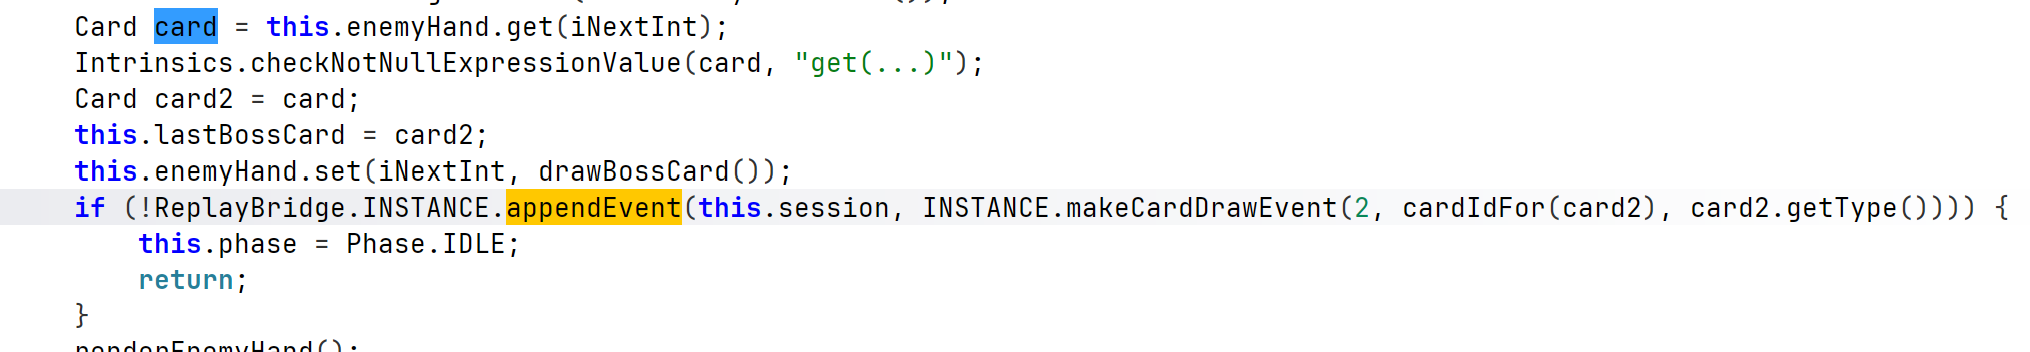 Card card = this.enemyHand.get(iNextInt);
Intrinsics.checkNotNullExpressionValue(card, "get(...)");
Card card2 = card;
this.lastBossCard = card2;
this.enemyHand.set(iNextInt, drawBossCard());
if (!ReplayBridge.INSTANCE.appendEvent(this.session, INSTANCE.makeCardDrawEvent(2, cardIdFor(card2), card2.getType()))) {
this.phase = Phase.IDLE;
return;
}
renderEnemyHand();